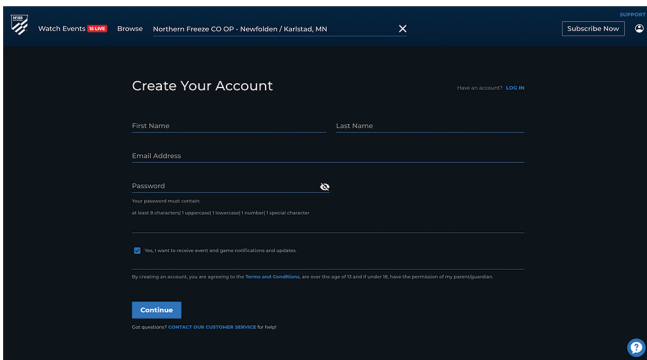 SUPPORT
NFHS
Watch Events
Browse
Northern Freeze CO OP - Newfolden / Karlstad, MN
Subscribe Now
Create Your Account
Have an account? LOG IN
First Name
Last Name
Email Address
Password
Your password must contain:
at least 8 characters| 1 uppercase| 1 lowercase| 1 number| 1 special character
Yes, I want to receive event and game notifications and updates.
By creating an account, you are agreeing to the Terms and Conditions, are over the age of 13 and if under 18, have the permission of my parent/guardian.
Continue
Got questions? CONTACT OUR CUSTOMER SERVICE for help!
?